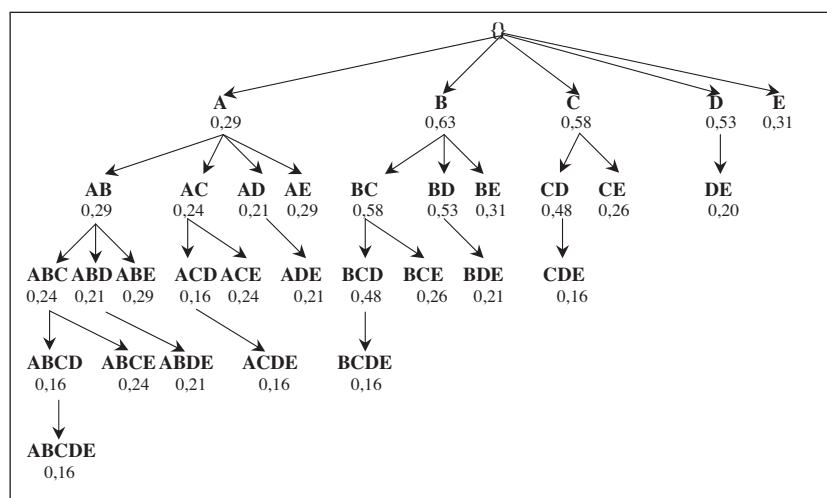 {}
A B C D E
0,29 0,63 0,58 0,53 0,31
AB AC AD AE BC BD BE CD CE DE
0,29 0,24 0,21 0,29 0,58 0,53 0,31 0,48 0,26 0,20
ABC ABD ABE ACD ACE ADE BCD BCE BDE CDE
0,24 0,21 0,29 0,16 0,24 0,21 0,48 0,26 0,21 0,16
ABCD ABCE ABDE ACDE BCDE
0,16 0,24 0,21 0,16 0,16
ABCDE
0,16